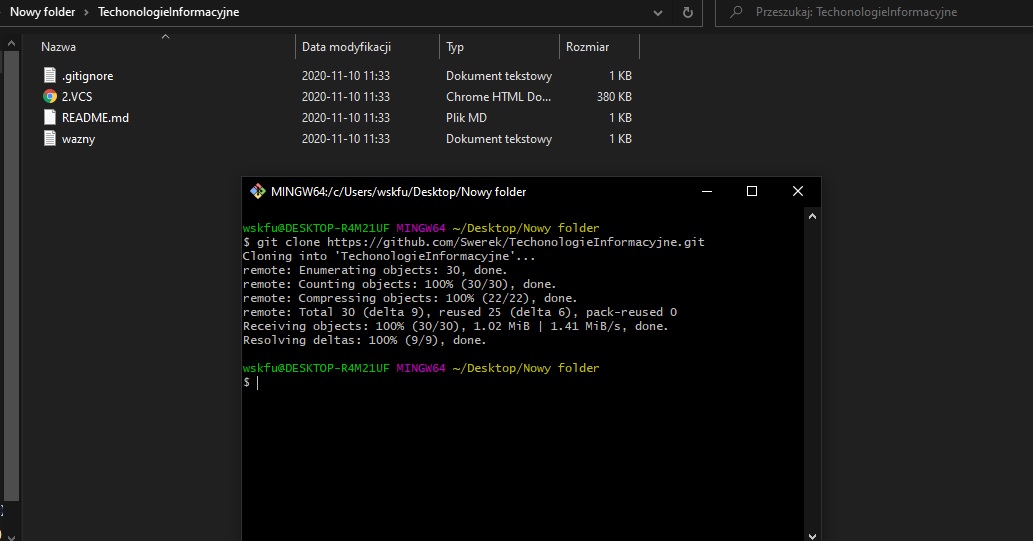 Nowy folder > TechonologieInformacyjne
Przeszukaj: TechonologieInformacyjne
Nazwa Data modyfikacji Typ Rozmiar
.gitignore 2020-11-10 11:33 Dokument tekstowy 1 KB
2.VCS 2020-11-10 11:33 Chrome HTML Do... 380 KB
README.md 2020-11-10 11:33 Plik MD 1 KB
wazny 2020-11-10 11:33 Dokument tekstowy 1 KB
MINGW64:/c/Users/wskfu/Desktop/Nowy folder
wskfu@DESKTOP-R4M21UF MINGW64 ~/Desktop/Nowy folder
$ git clone https://github.com/Swerek/TechonologieInformacyjne.git
Cloning into 'TechonologieInformacyjne'...
remote: Enumerating objects: 30, done.
remote: Counting objects: 100% (30/30), done.
remote: Compressing objects: 100% (22/22), done.
remote: Total 30 (delta 9), reused 25 (delta 6), pack-reused 0
Receiving objects: 100% (30/30), 1.02 MiB | 1.41 MiB/s, done.
Resolving deltas: 100% (9/9), done.
wskfu@DESKTOP-R4M21UF MINGW64 ~/Desktop/Nowy folder
$